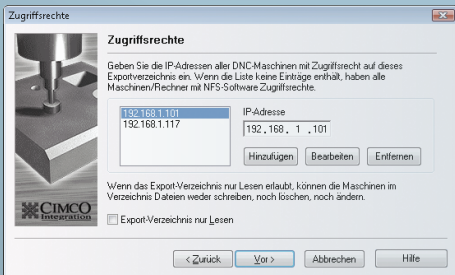 Zugriffsrechte
Zugriffsrechte
Geben Sie die IP-Adressen aller DNC-Maschinen mit Zugriffsrecht auf dieses
Exportverzeichnis ein. Wenn die Liste keine Einträge enthält, haben alle
Maschinen/Rechner mit NFS-Software Zugriffsrechte.
192.168.1.101
192.168.1.117
IP-Adresse
192.168. 1 .101
Hinzufügen Bearbeiten Entfernen
Wenn das Export-Verzeichnis nur Lesen erlaubt, können die Maschinen im
Verzeichnis Dateien weder schreiben, noch löschen, noch ändern.
Export-Verzeichnis nur Lesen
CIMCO
Integration
< Zurück Vor > Abbrechen Hilfe